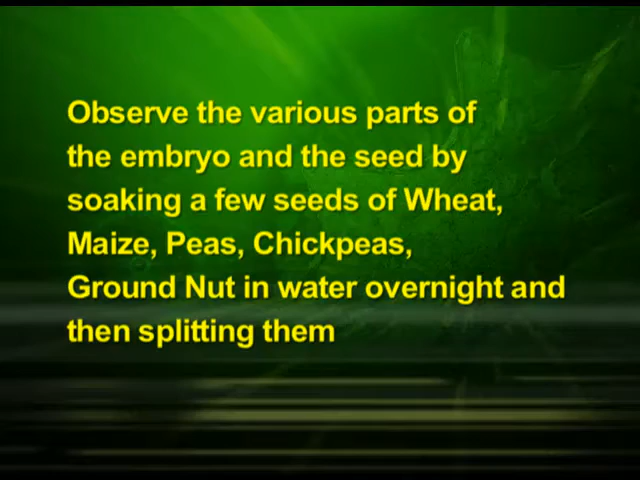 Observe the various parts of
the embryo and the seed by
soaking a few seeds of Wheat,
Maize, Peas, Chickpeas,
Ground Nut in water overnight and
then splitting them